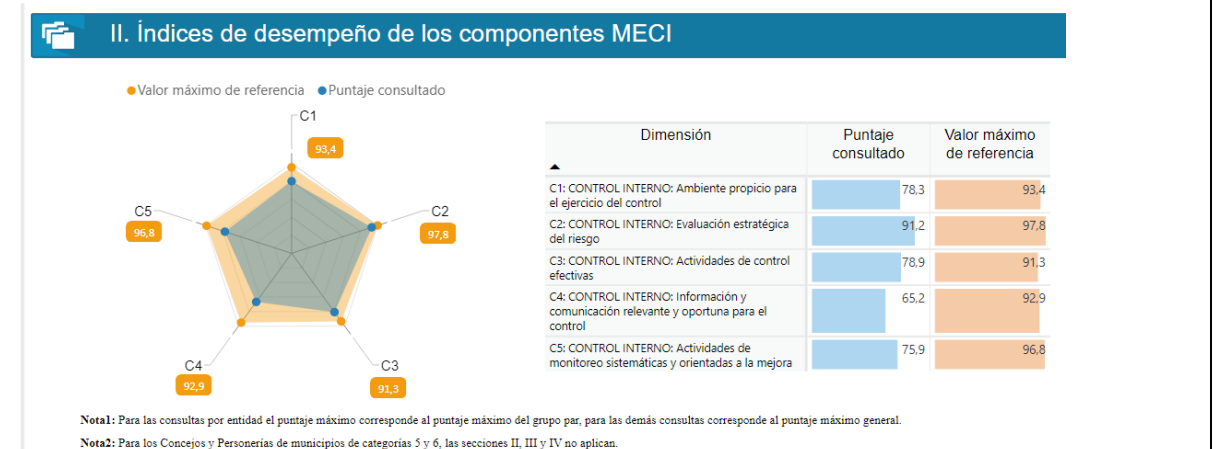 II. Índices de desempeño de los componentes MECI
Valor máximo de referencia Puntaje consultado
C1
93,4
C5
96,8
C2
97,8
C4
92,9
C3
91,3
Dimensión Puntaje consultado Valor máximo de referencia
C1: CONTROL INTERNO: Ambiente propicio para
el ejercicio del control
78,3 93,4
C2: CONTROL INTERNO: Evaluación estratégica
del riesgo
91,2 97,8
C3: CONTROL INTERNO: Actividades de control
efectivas
78,9 91,3
C4: CONTROL INTERNO: Información y
comunicación relevante y oportuna para el
control
65,2 92,9
C5: CONTROL INTERNO: Actividades de
monitoreo sistemáticas y orientadas a la mejora
75,9 96,8
Nota1: Para las consultas por entidad el puntaje máximo corresponde al puntaje máximo del grupo par, para las demás consultas corresponde al puntaje máximo general.
Nota2: Para los Concejos y Personerías de municipios de categorías 5 y 6, las secciones II, III y IV no aplican.